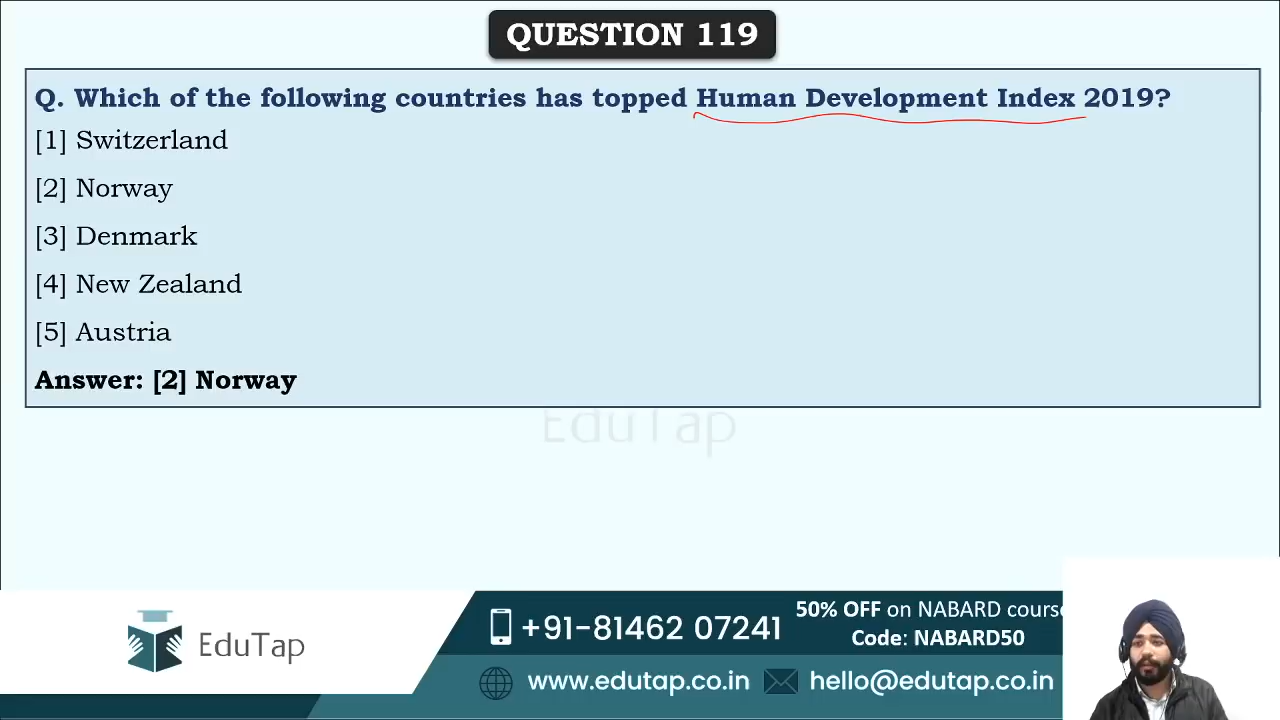 QUESTION 119
Q. Which of the following countries has topped Human Development Index 2019?
[1] Switzerland
[2] Norway
[3] Denmark
[4] New Zealand
[5] Austria
Answer: [2] Norway
EduTap
EduTap
+91-81462 07241
50% OFF on NABARD course
Code: NABARD50
www.edutap.co.in
hello@edutap.co.in